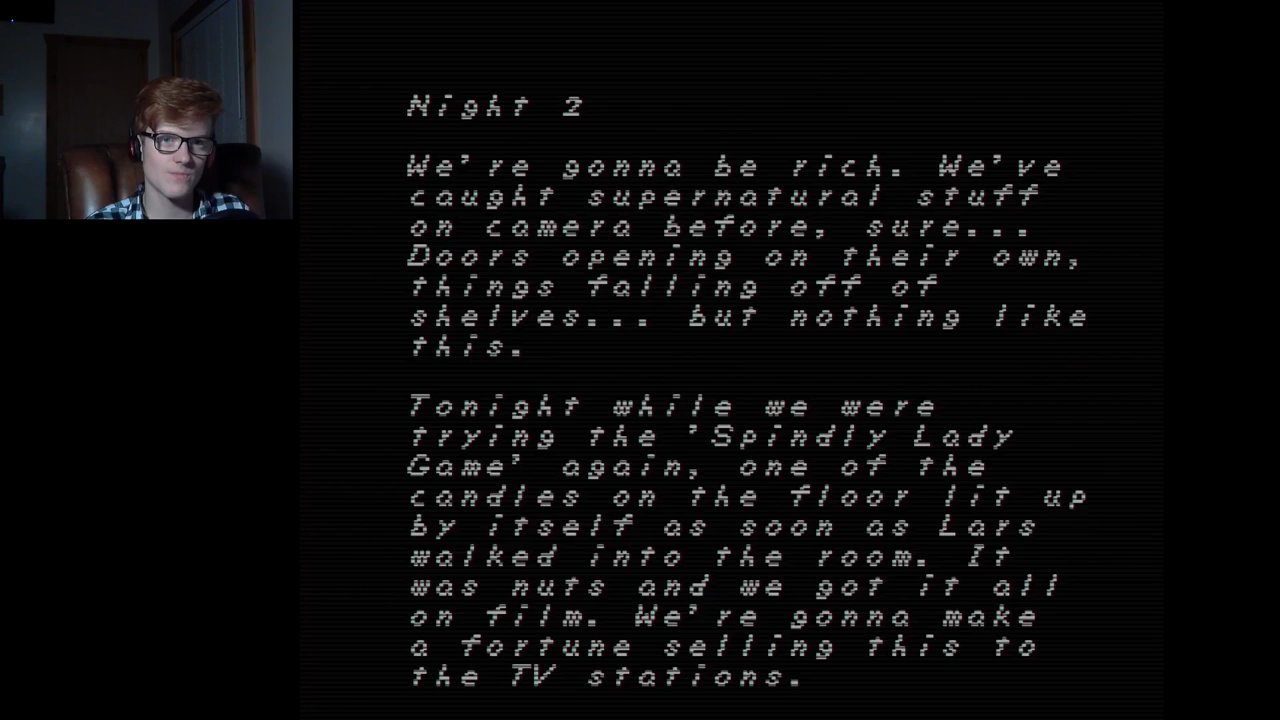 Night 2
We're gonna be rich. We've
caught supernatural stuff
on camera before, sure...
Doors opening on their own,
things falling off of
shelves... but nothing like
this.
Tonight while we were
trying the 'Spindly Lady
Game' again, one of the
candles on the floor lit up
by itself as soon as Lars
walked into the room. It
was nuts and we got it all
on film. We're gonna make
a fortune selling this to
the TV stations.